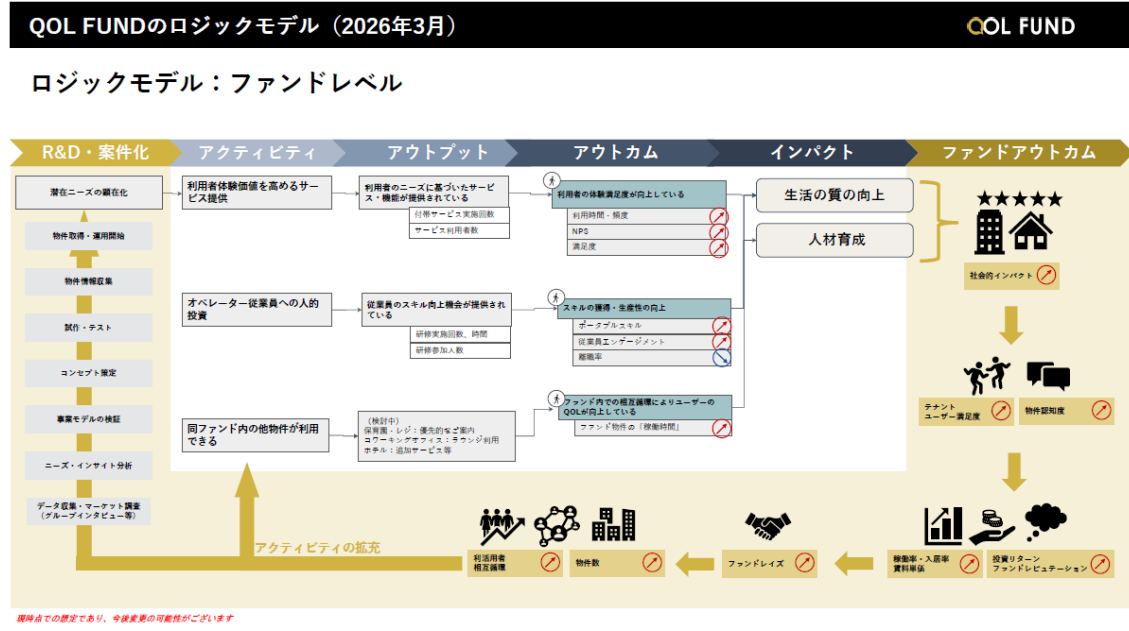 QOL FUNDのロジックモデル（2026年3月）
QOL FUND
ロジックモデル：ファンドレベル
R&D・案件化
アクティビティ
アウトプット
アウトカム
インパクト
ファンドアウトカム
潜在ニーズの顕在化
物件取得・運用開始
物件情報収集
試作・テスト
コンセプト策定
事業モデルの検証
ニーズ・インサイト分析
データ収集・マーケット調査
（グループインタビュー等）
利用者体験価値を高めるサー
ビス提供
利用者のニーズに基づいたサービ
ス・機能が提供されている
付帯サービス実施回数
サービス利用者数
利用者の体験満足度が向上している
利用時間・頻度
NPS
満足度
生活の質の向上
人材育成
オペレーター従業員への人的
投資
従業員のスキル向上機会が提供され
ている
研修実施回数、時間
研修参加人数
スキルの獲得・生産性の向上
ポータブルスキル
従業員エンゲージメント
離職率
同ファンド内の他物件が利用
できる
（検討中）
保育園・レジ：優先的なご案内
コワーキングオフィス：ラウンジ利用
ホテル：追加サービス等
ファンド内での相互循環によりユーザーの
QOLが向上している
ファンド物件の「稼働時間」
社会的インパクト
テナント
ユーザー満足度
物件認知度
稼働率・入居率
賃料単価
投資リターン
ファンドレピュテーション
ファンドレイズ
物件数
利活用者
相互循環
アクティビティの拡充
現時点での想定であり、今後変更の可能性がございます